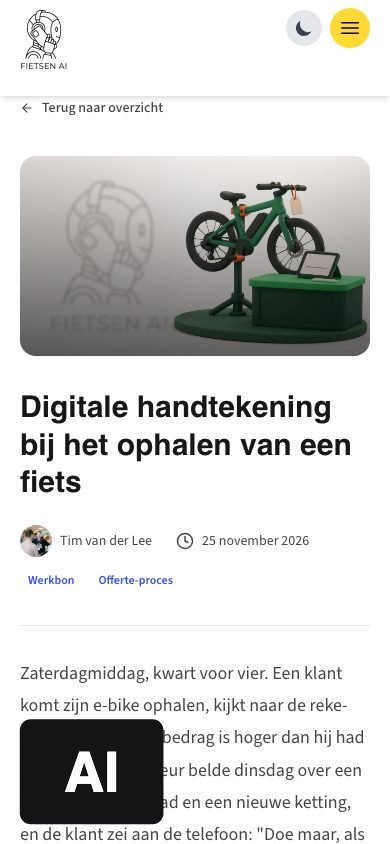 FIETSEN AI
Terug naar overzicht
FIETSEN AI
Digitale handtekening
bij het ophalen van een
fiets
Tim van der Lee
25 november 2026
Werkbon
Offerte-proces
Zaterdagmiddag, kwart voor vier. Een klant
komt zijn e-bike ophalen, kijkt naar de reke-
bedrag is hoger dan hij had
eur belde dinsdag over een
ad en een nieuwe ketting,
en de klant zei aan de telefoon: "Doe maar, als
AI